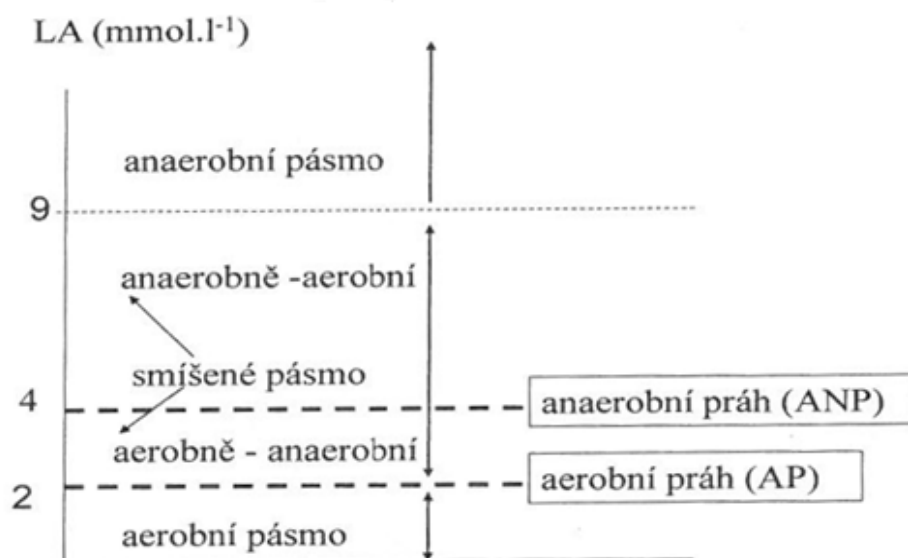 LA (mmol.l⁻¹)
anaerobní pásmo
9
anaerobně -aerobní
smíšené pásmo
4
anaerobní práh (ANP)
aerobně - anaerobní
2
aerobní práh (AP)
aerobní pásmo